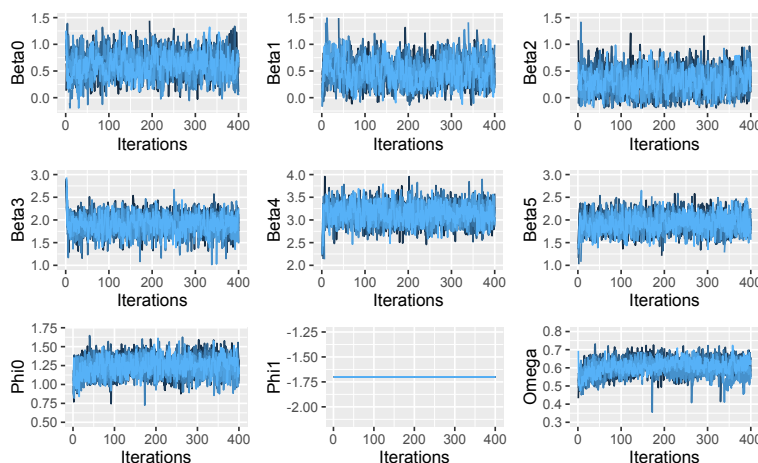 1.5
1.0
0.5
0.0
Beta0
0 100 200 300 400
Iterations
1.5
1.0
0.5
0.0
Beta1
0 100 200 300 400
Iterations
1.5
1.0
0.5
0.0
Beta2
0 100 200 300 400
Iterations
3.0
2.5
2.0
1.5
1.0
Beta3
0 100 200 300 400
Iterations
4.0
3.5
3.0
2.5
2.0
Beta4
0 100 200 300 400
Iterations
3.0
2.5
2.0
1.5
1.0
Beta5
0 100 200 300 400
Iterations
1.75
1.50
1.25
1.00
0.75
0.50
Phi0
0 100 200 300 400
Iterations
-1.25
-1.50
-1.75
-2.00
Phi1
0 100 200 300 400
Iterations
0.8
0.7
0.6
0.5
0.4
0.3
Omega
0 100 200 300 400
Iterations